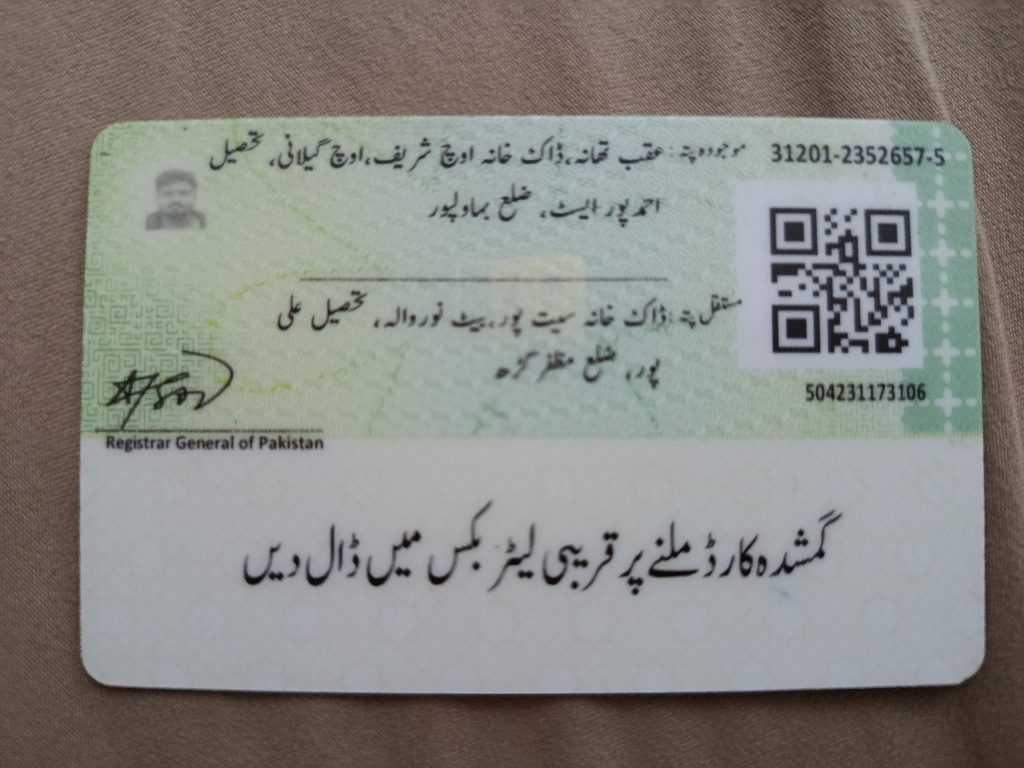 31201-2352657-5
موجودہ پتہ: عقب تھانہ، ڈاک خانہ اوچ شریف، اوچ گیلانی، تحصیل
احمد پور ایسٹ، ضلع بہاولپور
مستقل پتہ: ڈاک خانہ سیت پور، بیٹ نوروالہ، تحصیل علی
پور، ضلع مظفر گڑھ
504231173106
Registrar General of Pakistan
گمشدہ کارڈ ملنے پر قریبی لیٹر بکس میں ڈال دیں